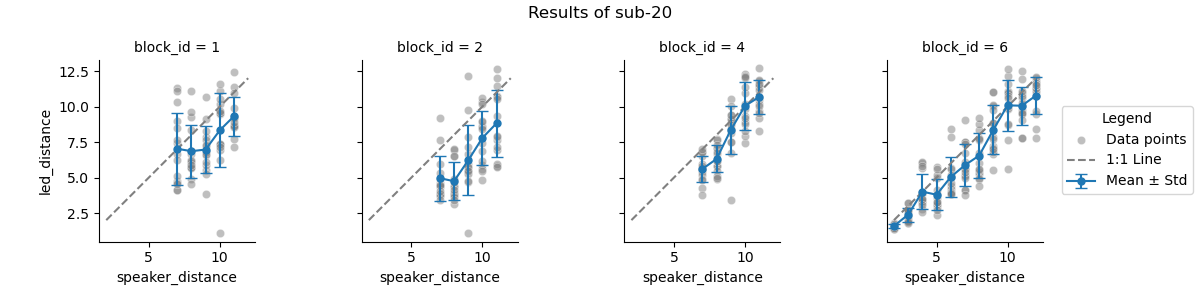 Results of sub-20
block_id = 1
block_id = 2
block_id = 4
block_id = 6
12.5
10.0
7.5
5.0
2.5
led_distance
5 10
5 10
5 10
5 10
speaker_distance
speaker_distance
speaker_distance
speaker_distance
Legend
Data points
1:1 Line
Mean ± Std